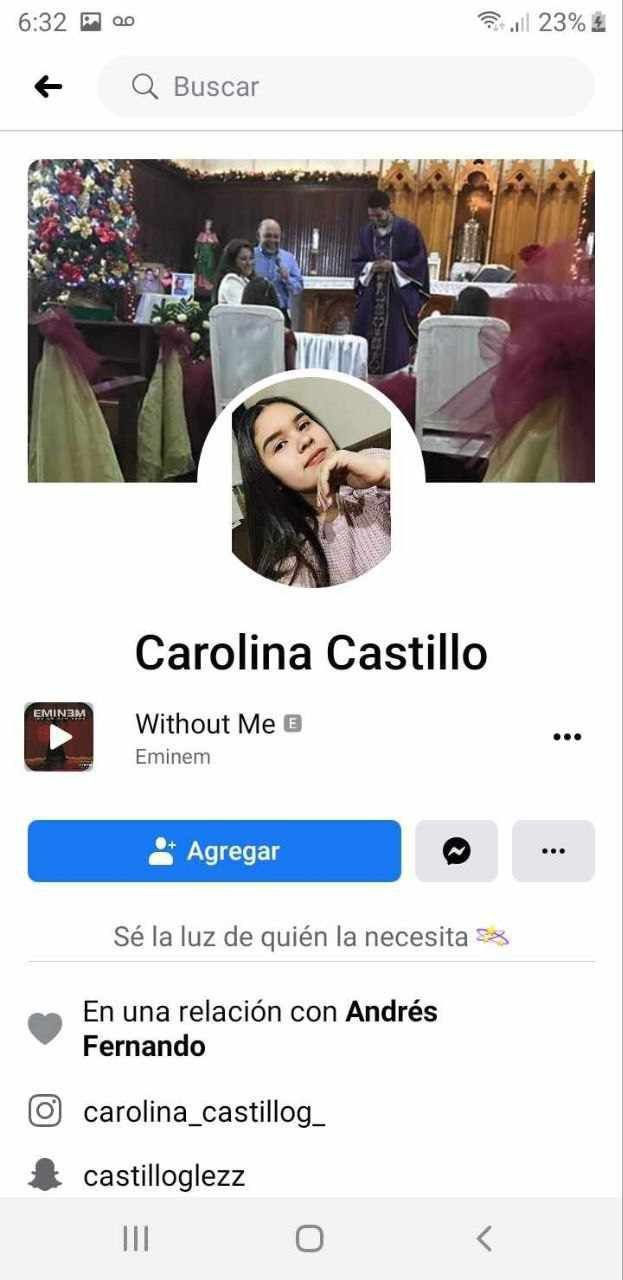 6:32 23%
Buscar
Carolina Castillo
EMINEM
Without Me E
Eminem
Agregar
Sé la luz de quién la necesita
En una relación con Andrés
Fernando
carolina_castillog_
castilloglezz